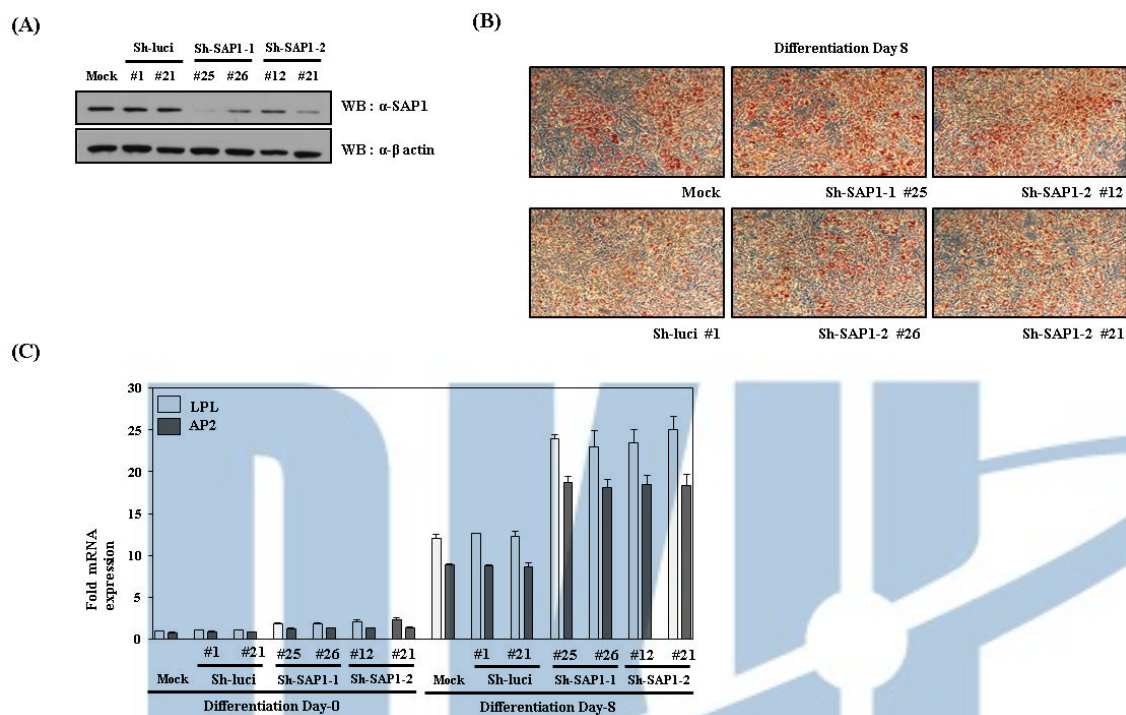 (A)
Sh-luci Sh-SAP1-1 Sh-SAP1-2
Mock #1 #21 #25 #26 #12 #21
WB : α-SAP1
WB : α-β actin
(B)
Differentiation Day 8
Mock Sh-SAP1-1 #25 Sh-SAP1-2 #12
Sh-luci #1 Sh-SAP1-2 #26 Sh-SAP1-2 #21
(C)
Fold mRNA
expression
30
25
20
15
10
5
0
LPL
AP2
#1 #21 #25 #26 #12 #21 #1 #21 #25 #26 #12 #21
Mock Sh-luci Sh-SAP1-1 Sh-SAP1-2 Mock Sh-luci Sh-SAP1-1 Sh-SAP1-2
Differentiation Day-0 Differentiation Day-8